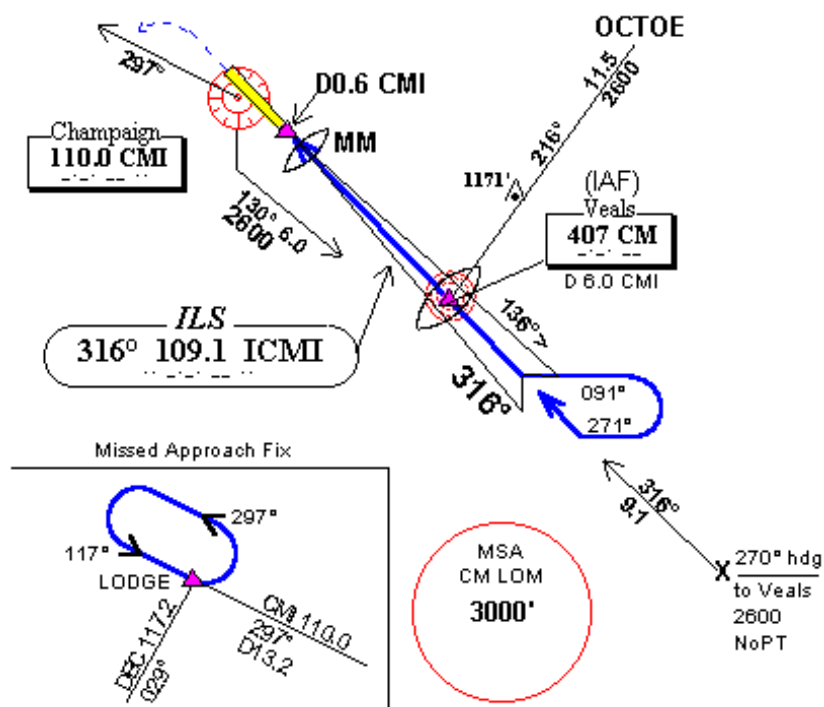 OCTOE
297°
D0.6 CMI
11.5
2600
Champaign
110.0 CMI
-·-· -- ··
MM
216°
1171'
(IAF)
Veals
407 CM
-·-· --
D 6.0 CMI
130° 6.0
2600
ILS
316° 109.1 ICMI
·· -·-· -- ··
136° >
316°
091°
271°
Missed Approach Fix
297°
117°
LODGE
DEC 117.2
029°
CMI 110.0
297°
D13.2
MSA
CM LOM
3000'
316°
9.1
X
270° hdg
to Veals
2600
NoPT